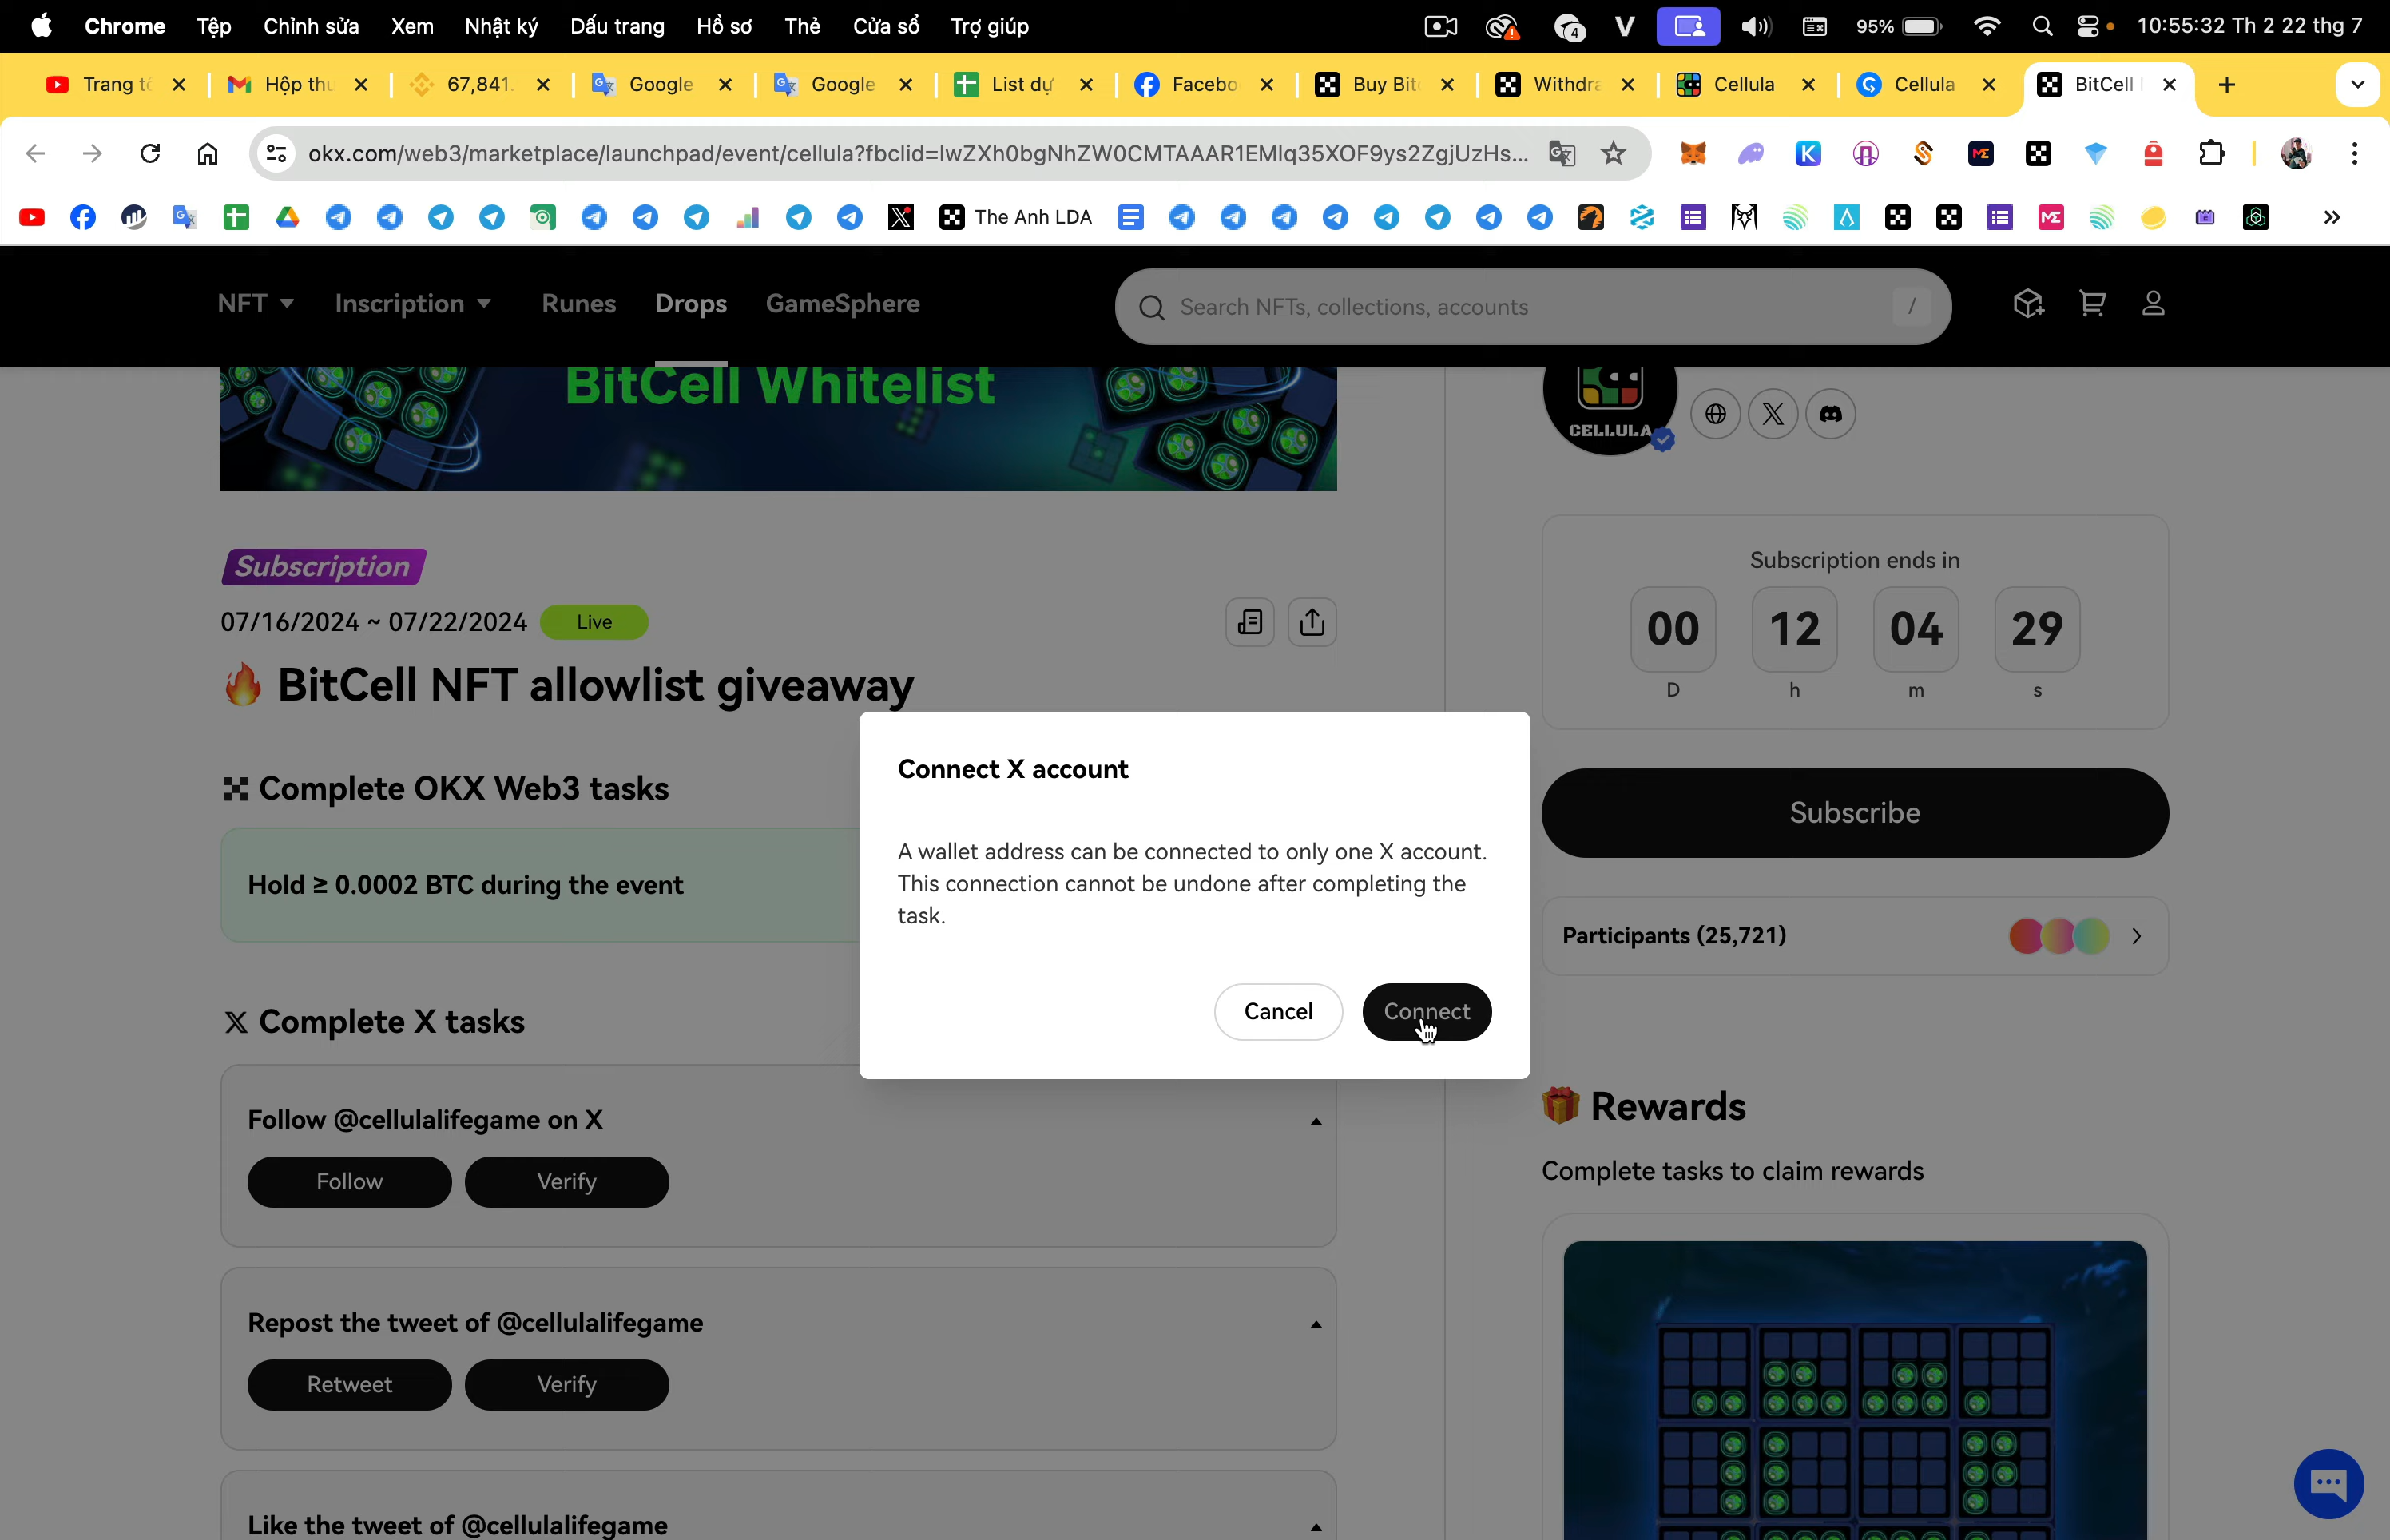 Chrome Tệp Chỉnh sửa Xem Nhật ký Dấu trang Hồ sơ Thẻ Cửa sổ Trợ giúp 4 V 95% 10:55:32 Th 2 22 thg 7
Trang tổ Hộp thu 67,841. Google Google List dự Facebo Buy Bit Withdra Cellula Cellula BitCell
okx.com/web3/marketplace/launchpad/event/cellula?fbclid=IwZXh0bgNhZW0CMTAAAR1EMlq35XOF9ys2ZgjUzHs...
The Anh LDA
NFT Inscription Runes Drops GameSphere Search NFTs, collections, accounts /
BitCell Whitelist
CELLULA
Subscription
07/16/2024 ~ 07/22/2024 Live
BitCell NFT allowlist giveaway
Complete OKX Web3 tasks
Hold ≥ 0.0002 BTC during the event
Complete X tasks
Follow @cellulalifegame on X
Follow Verify
Repost the tweet of @cellulalifegame
Retweet Verify
Like the tweet of @cellulalifegame
Connect X account
A wallet address can be connected to only one X account.
This connection cannot be undone after completing the
task.
Cancel Connect
Subscription ends in
00 12 04 29
D h m s
Subscribe
Participants (25,721)
Rewards
Complete tasks to claim rewards